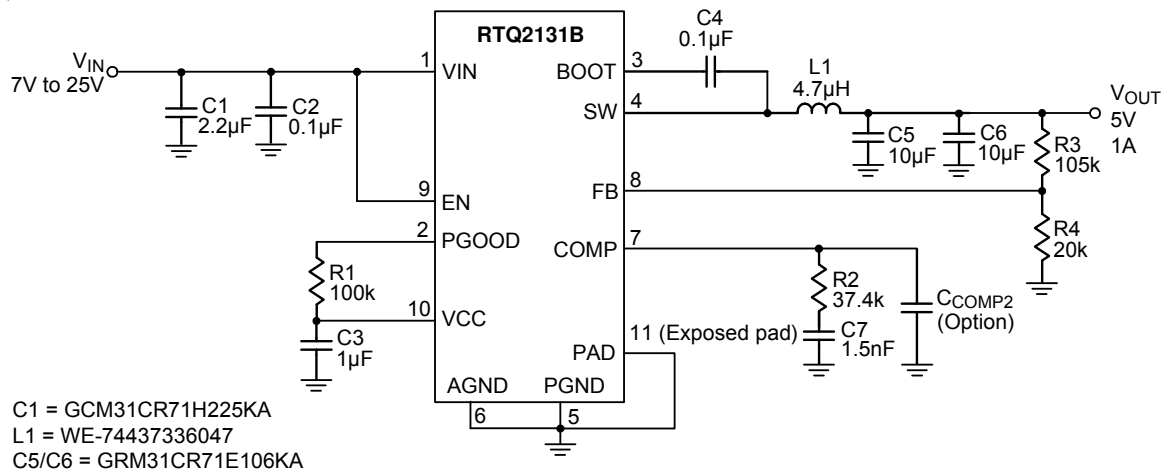 RTQ2131B
VIN
7V to 25V
C1
2.2µF
C2
0.1µF
1
VIN
9
EN
2
PGOOD
R1
100k
10
VCC
C3
1µF
AGND
6
PGND
5
BOOT
3
C4
0.1µF
SW
4
L1
4.7µH
C5
10µF
C6
10µF
VOUT
5V
1A
R3
105k
FB
8
R4
20k
COMP
7
R2
37.4k
C7
1.5nF
CCOMP2
(Option)
11 (Exposed pad)
PAD
C1 = GCM31CR71H225KA
L1 = WE-74437336047
C5/C6 = GRM31CR71E106KA